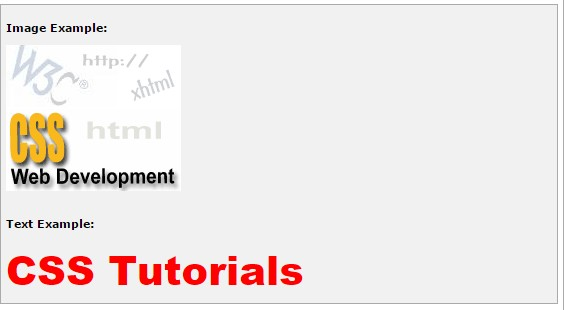 Image Example:
http://
W3C®
xhtml
html
CSS
Web Development
Text Example:
CSS Tutorials